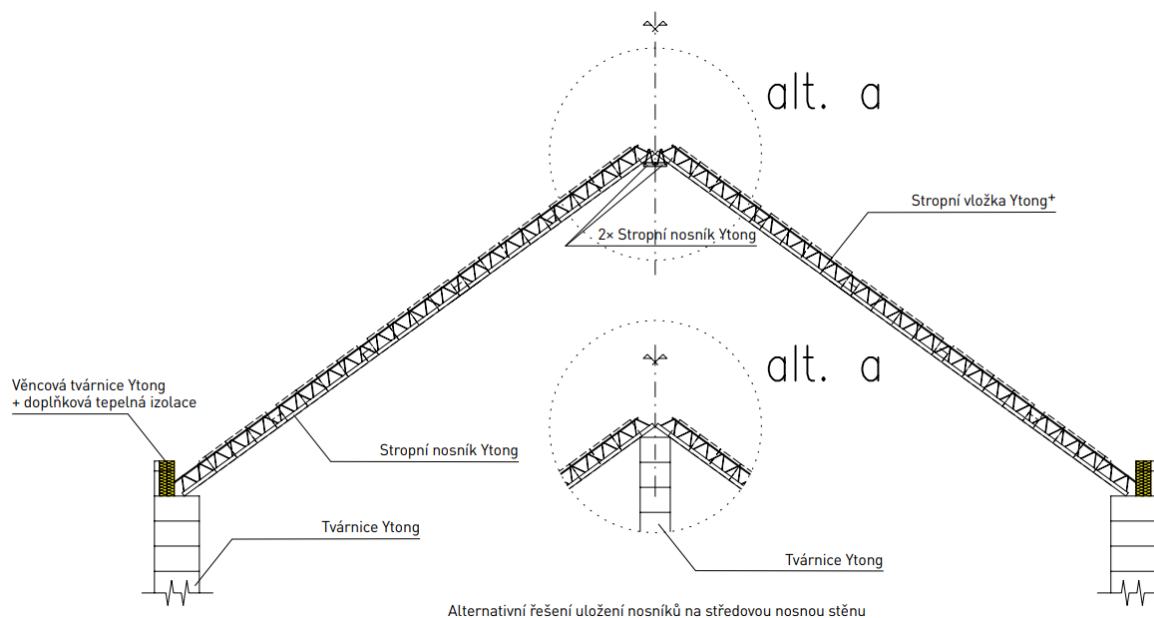 alt. a
Stropní vložka Ytong⁺
2× Stropní nosník Ytong
alt. a
Věncová tvárnice Ytong
+ doplňková tepelná izolace
Stropní nosník Ytong
Tvárnice Ytong
Tvárnice Ytong
Alternativní řešení uložení nosníků na středovou nosnou stěnu